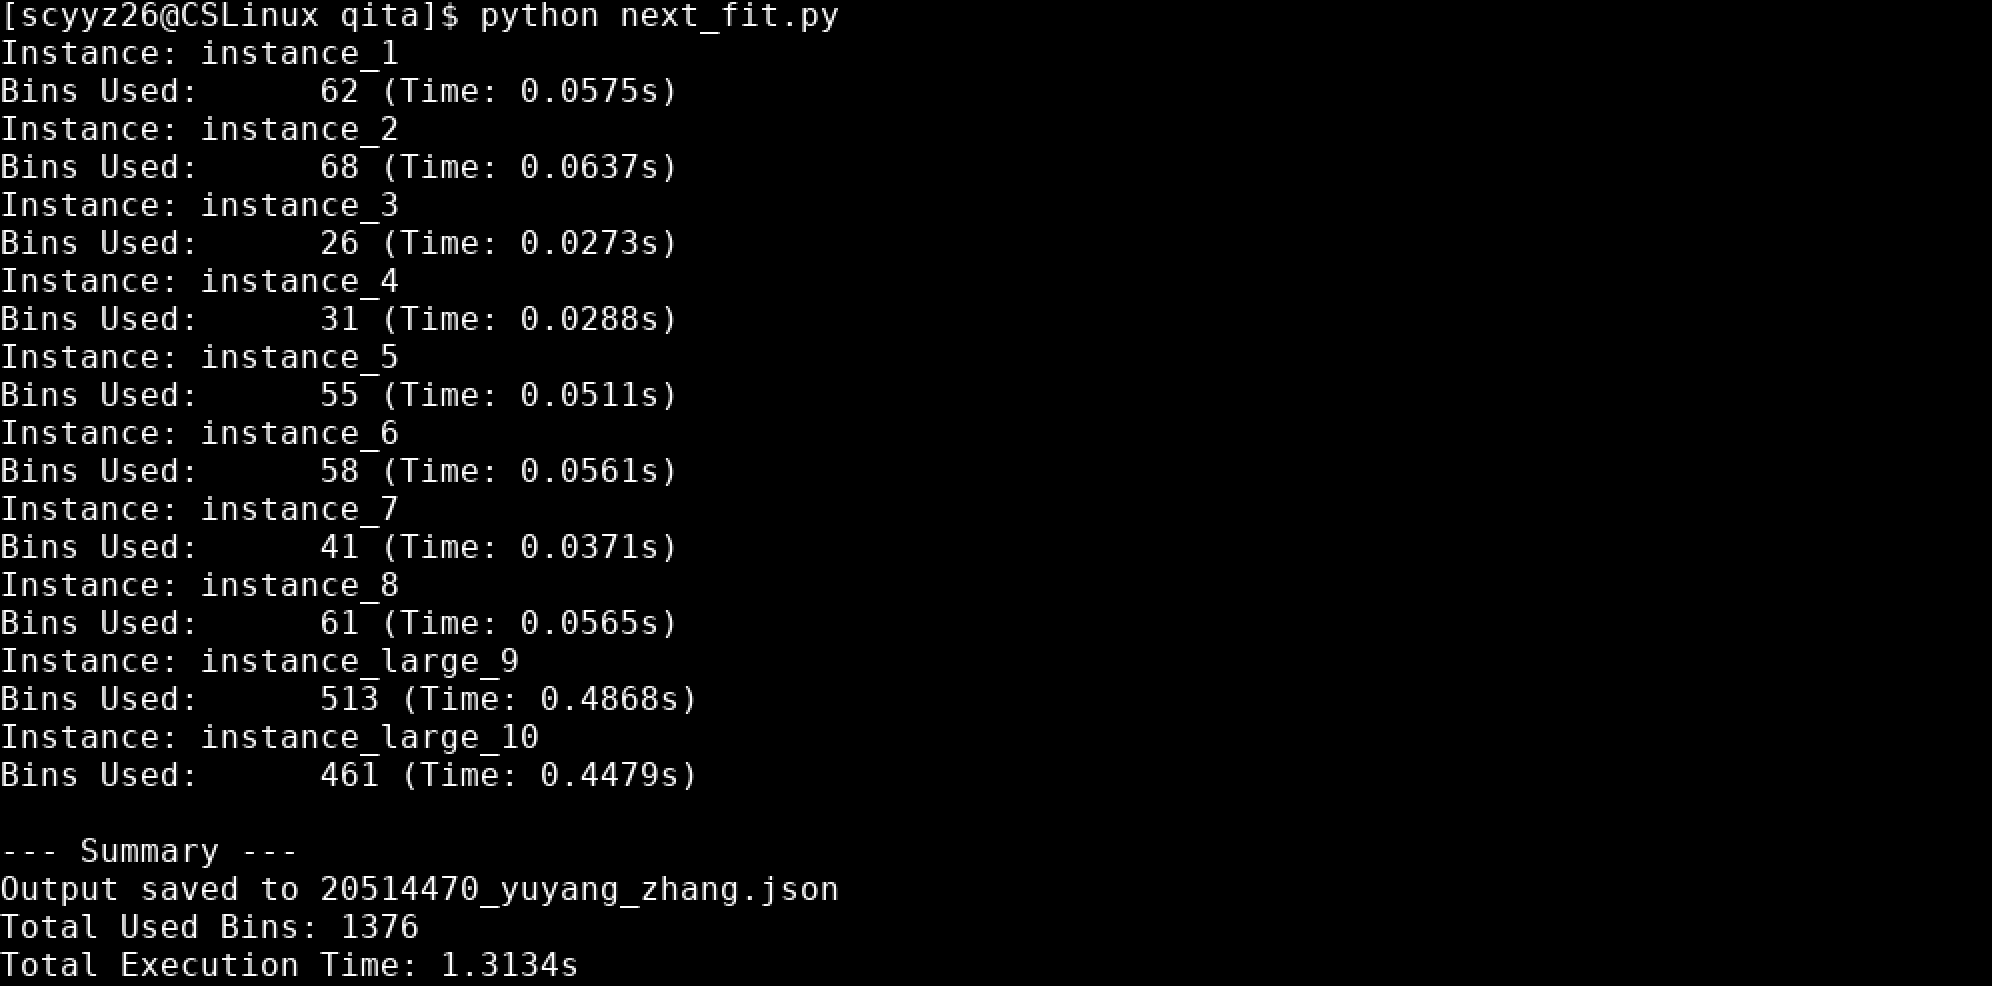 [scyyz26@CSLinux qita]$ python next_fit.py
Instance: instance_1
Bins Used:      62 (Time: 0.0575s)
Instance: instance_2
Bins Used:      68 (Time: 0.0637s)
Instance: instance_3
Bins Used:      26 (Time: 0.0273s)
Instance: instance_4
Bins Used:      31 (Time: 0.0288s)
Instance: instance_5
Bins Used:      55 (Time: 0.0511s)
Instance: instance_6
Bins Used:      58 (Time: 0.0561s)
Instance: instance_7
Bins Used:      41 (Time: 0.0371s)
Instance: instance_8
Bins Used:      61 (Time: 0.0565s)
Instance: instance_large_9
Bins Used:      513 (Time: 0.4868s)
Instance: instance_large_10
Bins Used:      461 (Time: 0.4479s)

--- Summary ---
Output saved to 20514470_yuyang_zhang.json
Total Used Bins: 1376
Total Execution Time: 1.3134s